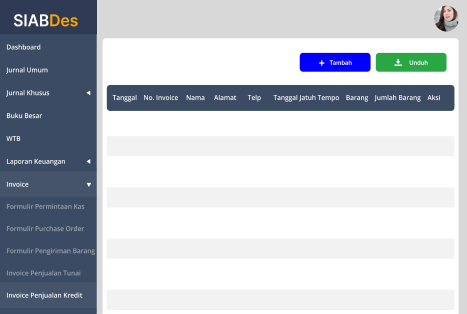 SIABDes
Dashboard
Jurnal Umum
Jurnal Khusus
Buku Besar
WTB
Laporan Keuangan
Invoice
Formulir Permintaan Kas
Formulir Purchase Order
Formulir Pengiriman Barang
Invoice Penjualan Tunai
Invoice Penjualan Kredit
+ Tambah
Unduh
Tanggal No. Invoice Nama Alamat Telp Tanggal Jatuh Tempo Barang Jumlah Barang Aksi